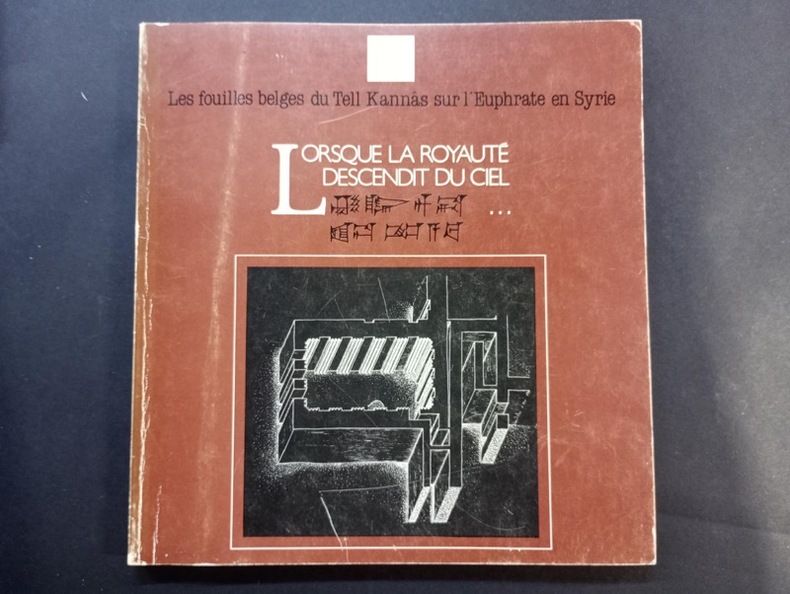 Les fouilles belges du Tell Kannâs sur l'Euphrate en Syrie
LORSQUE LA ROYAUTÉ
DESCENDIT DU CIEL
𒉆 𒈗 𒀭 𒋫 ...